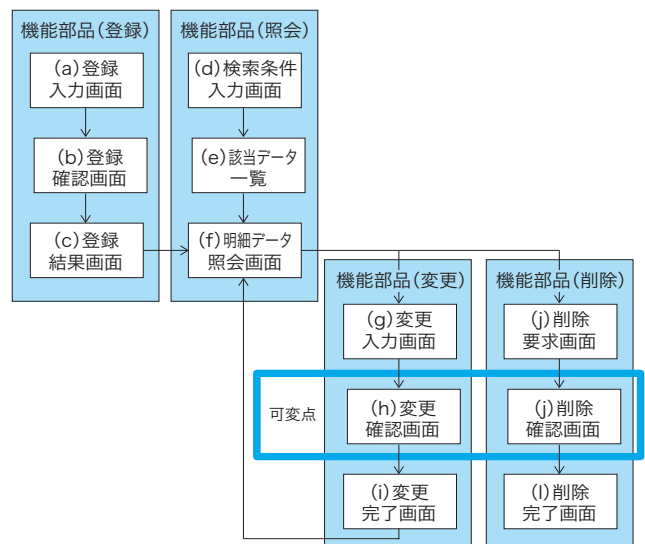 機能部品(登録)
(a)登録
入力画面
(b)登録
確認画面
(c)登録
結果画面
機能部品(照会)
(d)検索条件
入力画面
(e)該当データ
一覧
(f)明細データ
照会画面
機能部品(変更)
(g)変更
入力画面
可変点
(h)変更
確認画面
(i)変更
完了画面
機能部品(削除)
(j)削除
要求画面
(j)削除
確認画面
(l)削除
完了画面